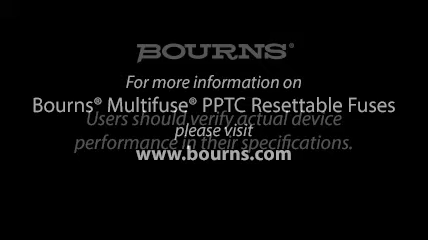 BOURNS®
For more information on
Bourns® Multifuse® PPTC Resettable Fuses
Users should verify actual device
please visit
performance in their specifications.
www.bourns.com